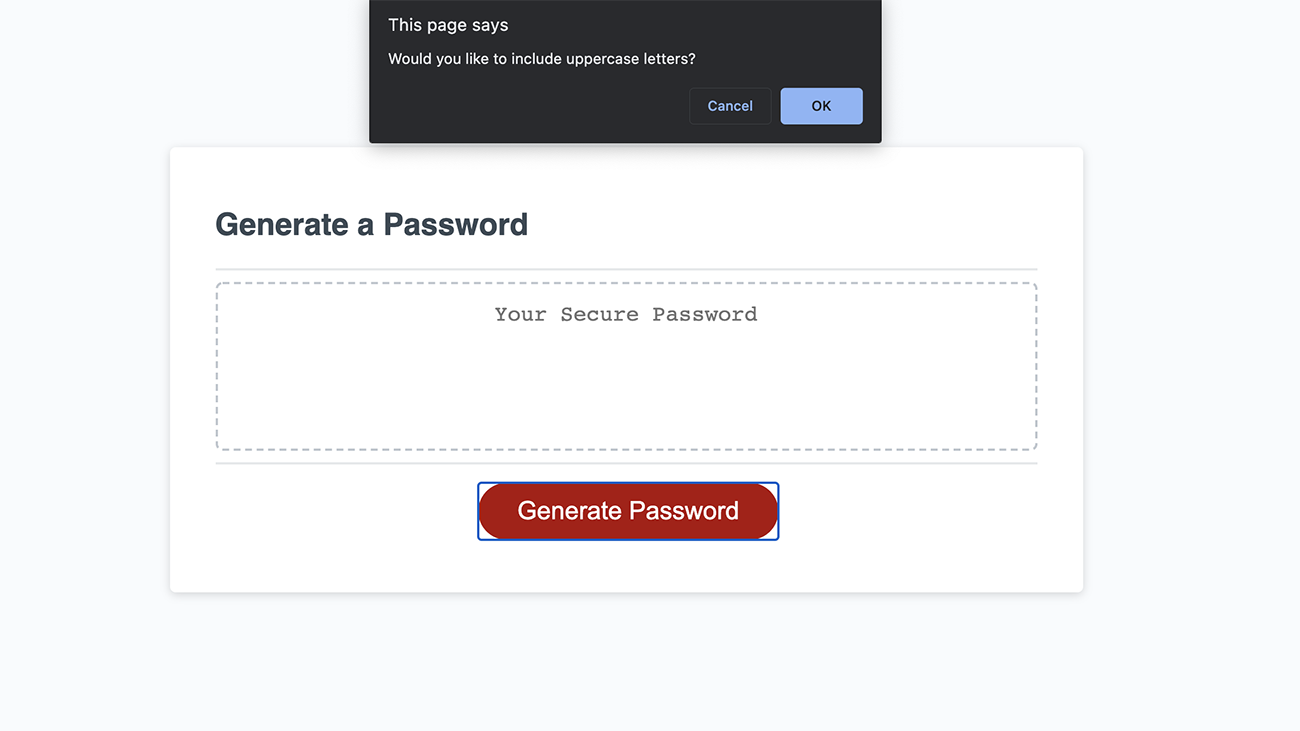 This page says
Would you like to include uppercase letters?
Cancel
OK
Generate a Password
Your Secure Password
Generate Password